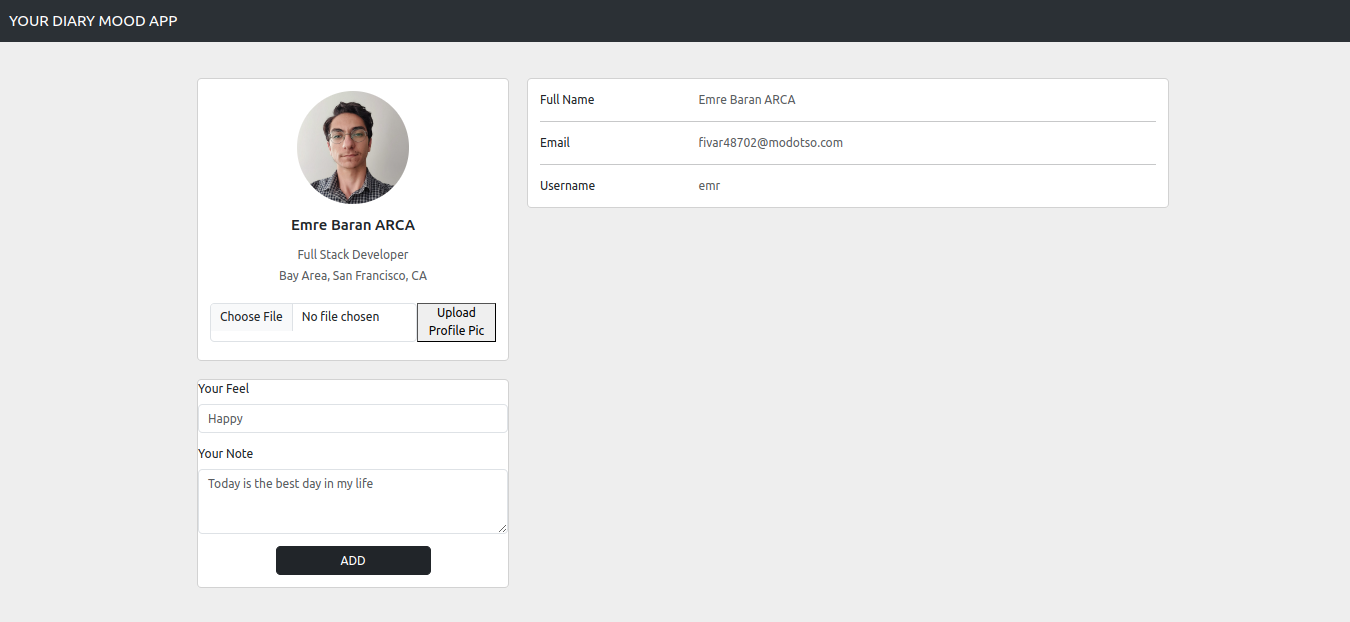 YOUR DIARY MOOD APP
Emre Baran ARCA
Full Stack Developer
Bay Area, San Francisco, CA
Choose File No file chosen
Upload
Profile Pic
Full Name Emre Baran ARCA
Email fivar48702@modotso.com
Username emr
Your Feel
Happy
Your Note
Today is the best day in my life
ADD